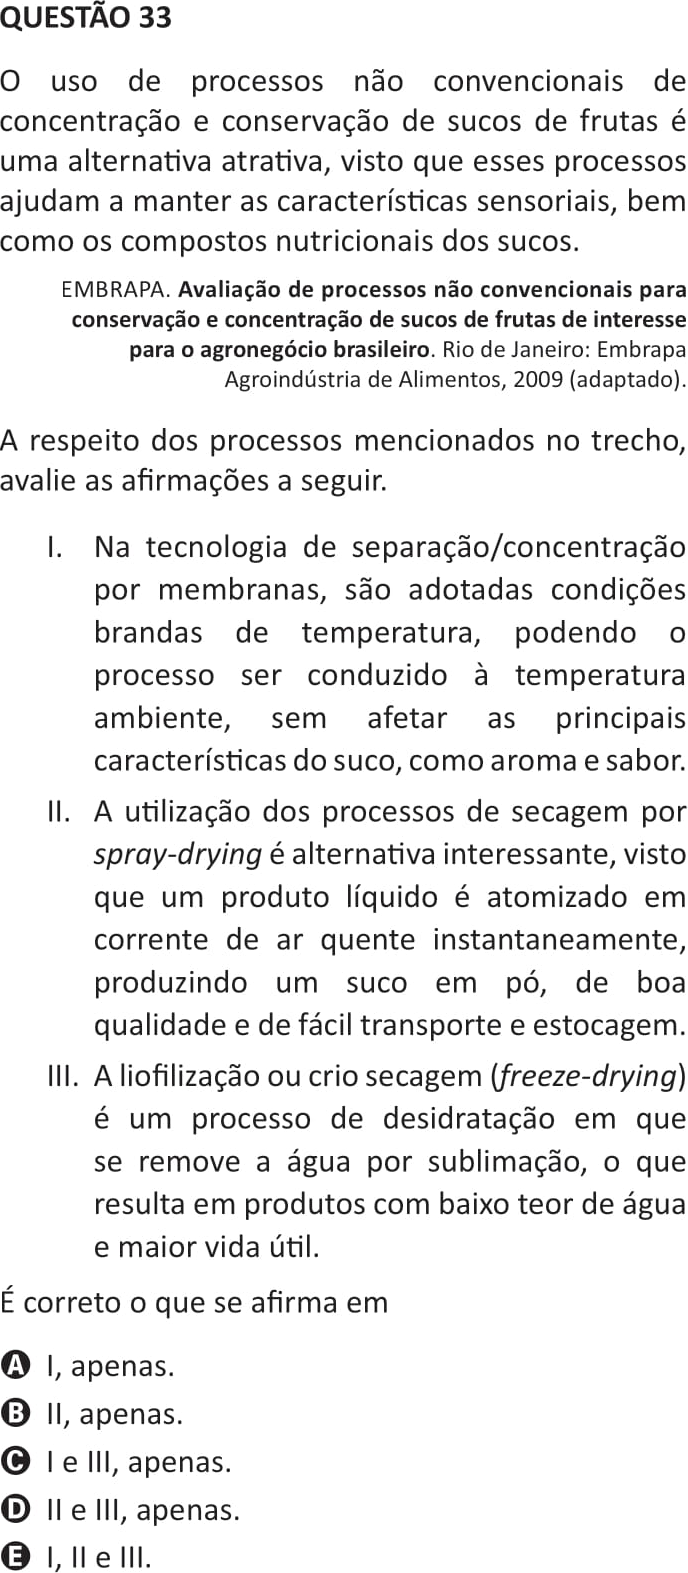 QUESTÃO 33
O uso de processos não convencionais de
concentração e conservação de sucos de frutas é
uma alternativa atrativa, visto que esses processos
ajudam a manter as características sensoriais, bem
como os compostos nutricionais dos sucos.
EMBRAPA. Avaliação de processos não convencionais para
conservação e concentração de sucos de frutas de interesse
para o agronegócio brasileiro. Rio de Janeiro: Embrapa
Agroindústria de Alimentos, 2009 (adaptado).
A respeito dos processos mencionados no trecho,
avalie as afirmações a seguir.
I. Na tecnologia de separação/concentração
por membranas, são adotadas condições
brandas de temperatura, podendo o
processo ser conduzido à temperatura
ambiente, sem afetar as principais
características do suco, como aroma e sabor.
II. A utilização dos processos de secagem por
spray-drying é alternativa interessante, visto
que um produto líquido é atomizado em
corrente de ar quente instantaneamente,
produzindo um suco em pó, de boa
qualidade e de fácil transporte e estocagem.
III. A liofilização ou crio secagem (freeze-drying)
é um processo de desidratação em que
se remove a água por sublimação, o que
resulta em produtos com baixo teor de água
e maior vida útil.
É correto o que se afirma em
A I, apenas.
B II, apenas.
C I e III, apenas.
D II e III, apenas.
E I, II e III.